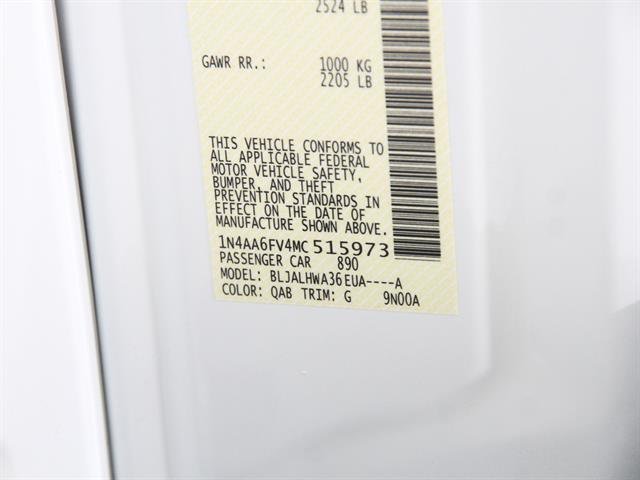 2524 LB
GAWR RR.: 1000 KG
2205 LB
THIS VEHICLE CONFORMS TO
ALL APPLICABLE FEDERAL
MOTOR VEHICLE SAFETY,
BUMPER, AND THEFT
PREVENTION STANDARDS IN
EFFECT ON THE DATE OF
MANUFACTURE SHOWN ABOVE.
1N4AA6FV4MC515973
PASSENGER CAR 890
MODEL: BLJALHWA36EUA----A
COLOR: QAB TRIM: G 9N00A